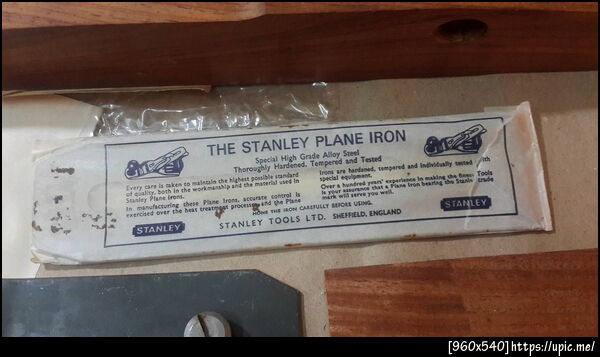 THE STANLEY PLANE IRON
Special High Grade Alloy Steel
Thoroughly Hardened, Tempered and Tested
Every care is taken to maintain the highest possible standard
of quality, both in the workmanship and the material used in
Stanley Plane Irons.
In manufacturing these Plane Irons, accurate control is
exercised over the heat treatment processes and the Plane
Irons are hardened, tempered and individually tested with
special equipment.
Over a hundred years' experience in making the finest Tools
is your assurance that a Plane Iron bearing the Stanley trade
mark will serve you well.
HONE THE IRON CAREFULLY BEFORE USING.
STANLEY
STANLEY TOOLS LTD. SHEFFIELD, ENGLAND
STANLEY
[960x540]https://upic.me/